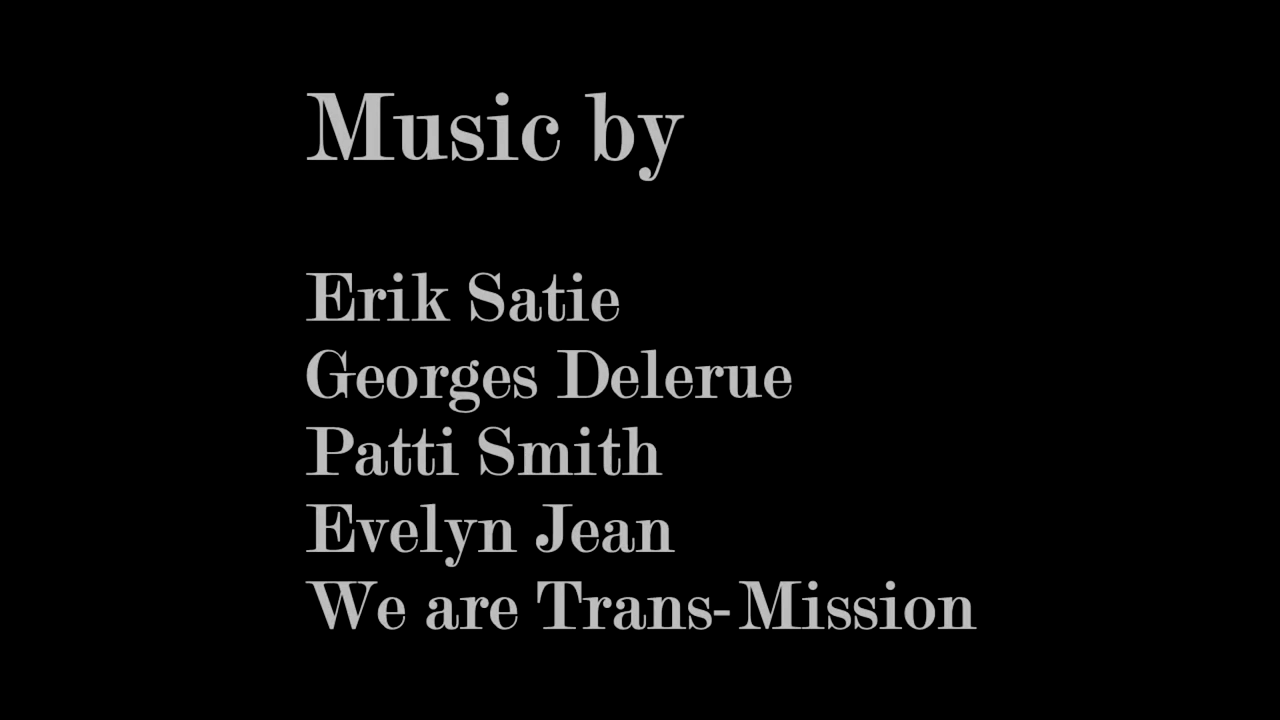 Music by
Erik Satie
Georges Delerue
Patti Smith
Evelyn Jean
We are Trans-Mission